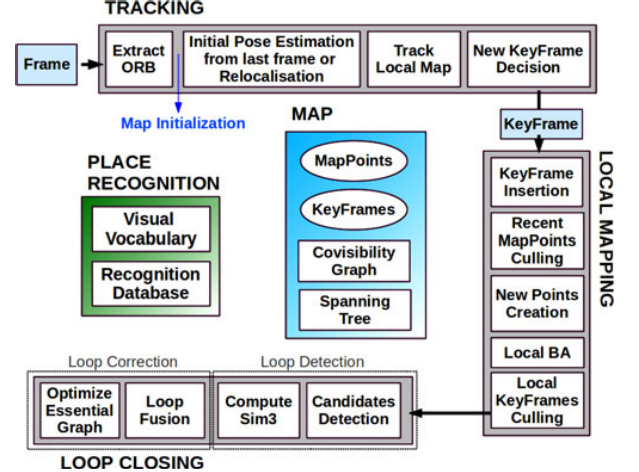 TRACKING
Frame
Extract
ORB
Initial Pose Estimation
from last frame or
Relocalisation
Track
Local Map
New KeyFrame
Decision
Map Initialization
KeyFrame
MAP
MapPoints
KeyFrames
Covisibility
Graph
Spanning
Tree
PLACE
RECOGNITION
Visual
Vocabulary
Recognition
Database
LOCAL MAPPING
KeyFrame
Insertion
Recent
MapPoints
Culling
New Points
Creation
Local BA
Local
KeyFrames
Culling
Loop Correction
Loop Detection
Optimize
Essential
Graph
Loop
Fusion
Compute
Sim3
Candidates
Detection
LOOP CLOSING